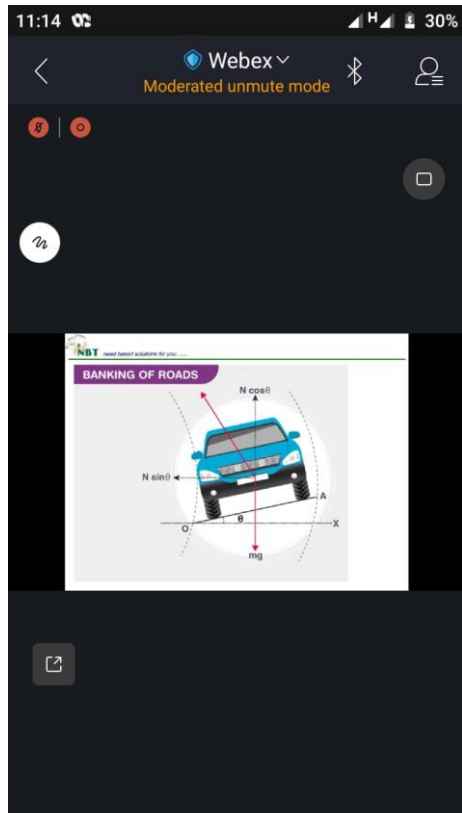 11:14
H
30%
Webex
Moderated unmute mode
NBT need based solutions for you......
BANKING OF ROADS
N cosθ
N sinθ
A
θ
O
X
mg